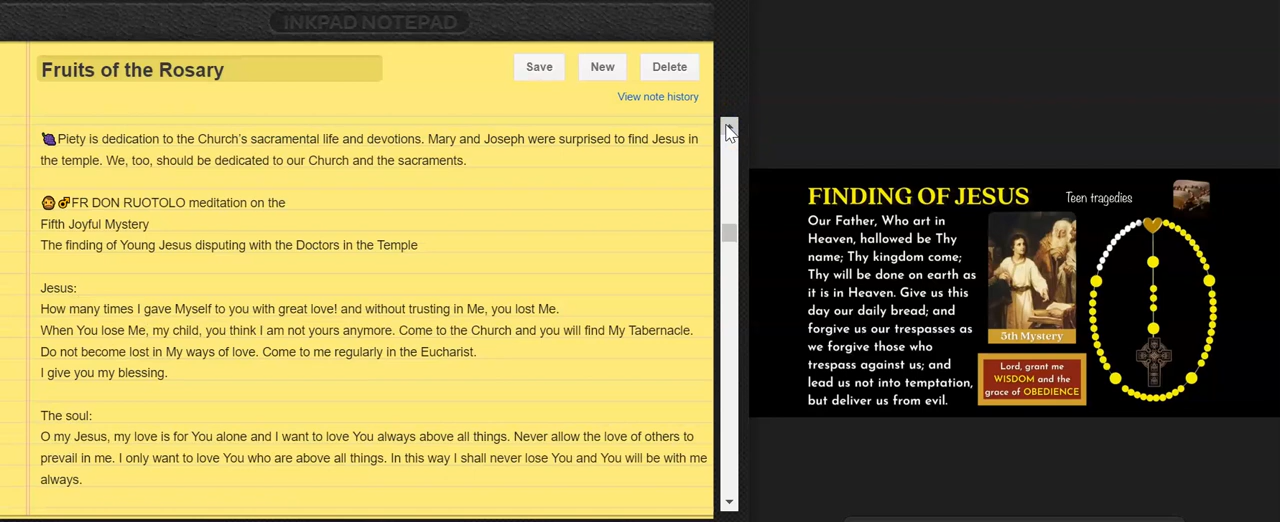 INKPAD NOTEPAD
Fruits of the Rosary
Save
New
Delete
View note history
🍇Piety is dedication to the Church's sacramental life and devotions. Mary and Joseph were surprised to find Jesus in
the temple. We, too, should be dedicated to our Church and the sacraments.
FR DON RUOTOLO meditation on the
Fifth Joyful Mystery
The finding of Young Jesus disputing with the Doctors in the Temple
Jesus:
How many times I gave Myself to you with great love! and without trusting in Me, you lost Me.
When You lose Me, my child, you think I am not yours anymore. Come to the Church and you will find My Tabernacle.
Do not become lost in My ways of love. Come to me regularly in the Eucharist.
I give you my blessing.
The soul:
O my Jesus, my love is for You alone and I want to love You always above all things. Never allow the love of others to
prevail in me. I only want to love You who are above all things. In this way I shall never lose You and You will be with me
always.
FINDING OF JESUS
Teen tragedies
Our Father, Who art in
Heaven, hallowed be Thy
name; Thy kingdom come;
Thy will be done on earth as
it is in Heaven. Give us this
day our daily bread; and
forgive us our trespasses as
we forgive those who
trespass against us; and
lead us not into temptation,
but deliver us from evil.
5th Mystery
Lord, grant me
WISDOM and the
grace of OBEDIENCE